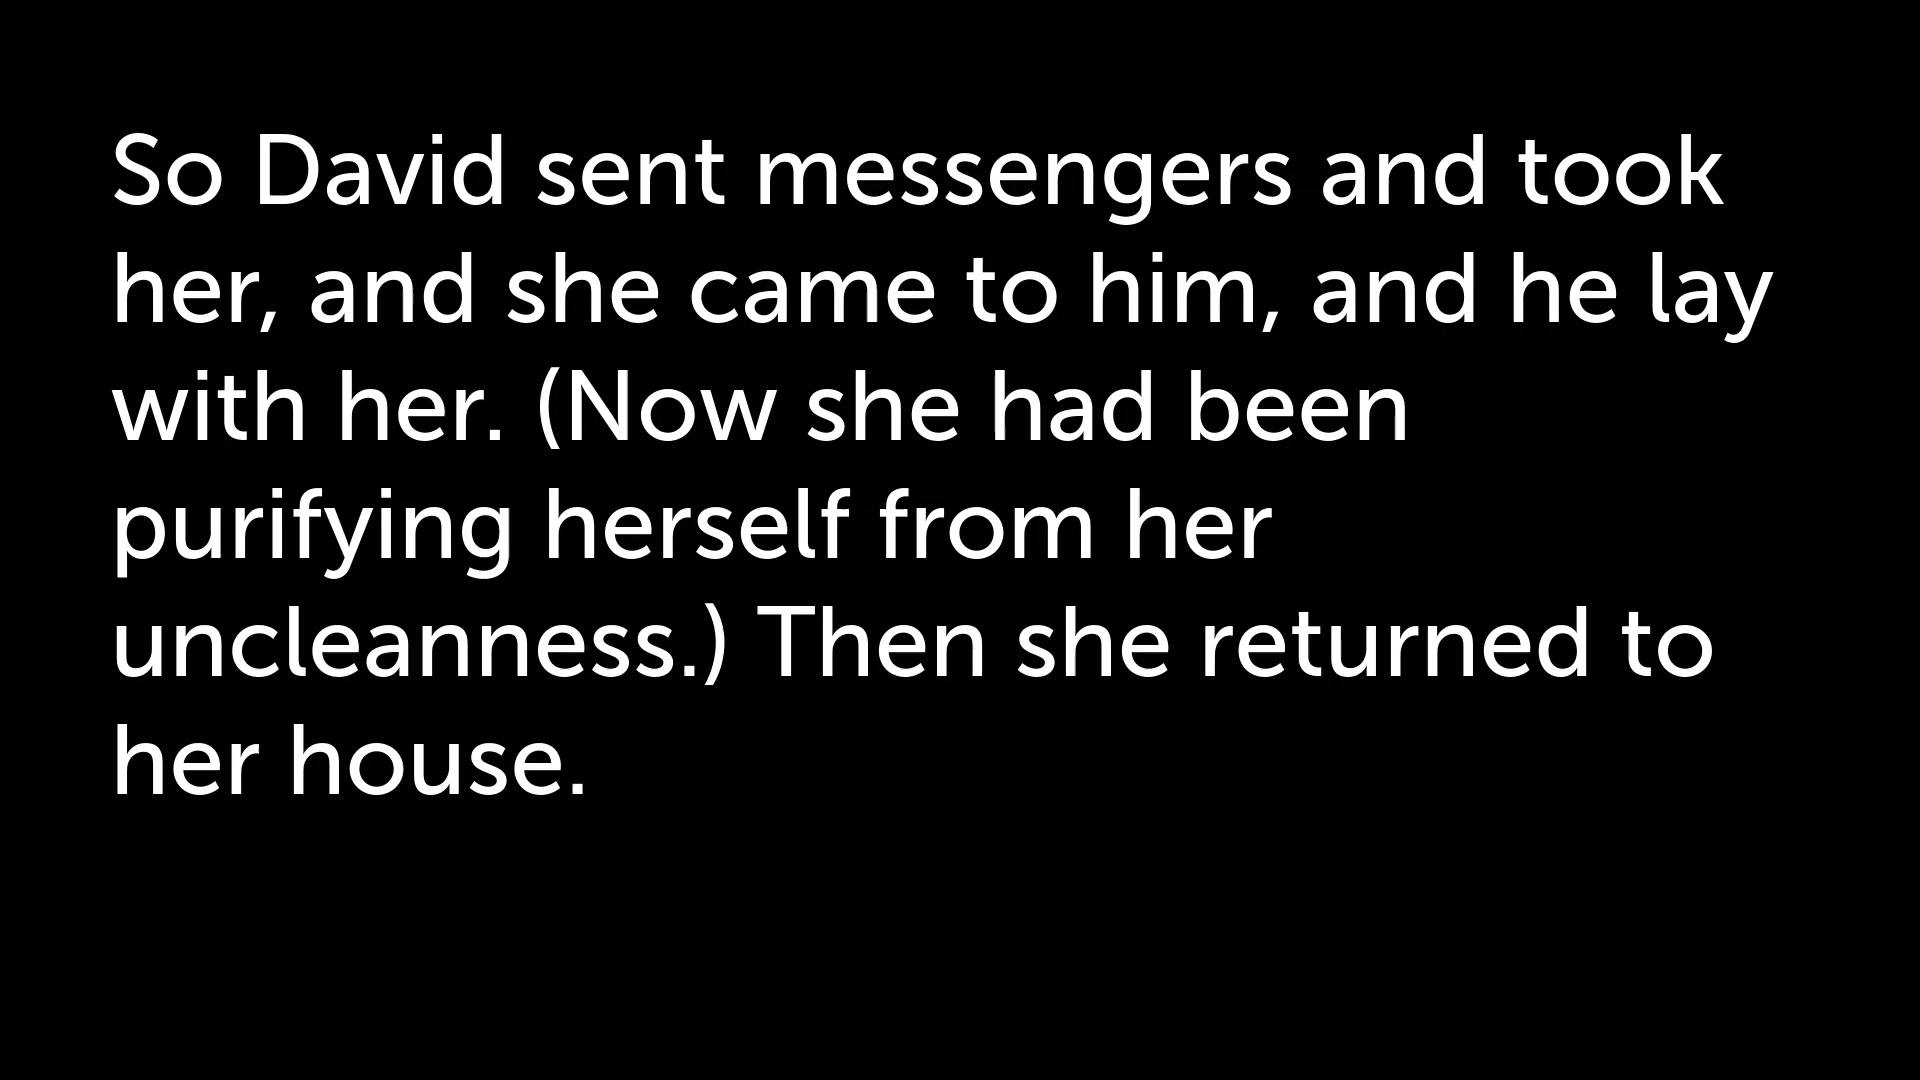 So David sent messengers and took
her, and she came to him, and he lay
with her. (Now she had been
purifying herself from her
uncleanness.) Then she returned to
her house.